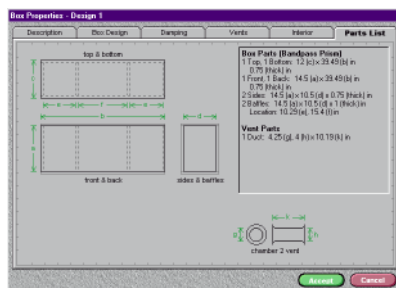 Box Properties - Design 1
Description Box Design Damping Vents Interior Parts List
top & bottom
c
e f e
b
d
a
front & back sides & baffles
Box Parts (Bandpass Prism)
1 Top, 1 Bottom: 12 (c) x 39.49 (b) in
0.75 (thick) in
1 Front, 1 Back: 14.5 (a) x 39.49 (b) in
0.75 (thick) in
2 Sides: 14.5 (a) x 10.5 (d) x 0.75 (thick) in
2 Baffles: 14.5 (a) x 10.5 (d) x 1 (thick) in
Location: 10.29 (e), 15.4 (f) in
Vent Parts
1 Duct: 4.25 (g), 4 (h) x 10.19 (k) in
k
g h
chamber 2 vent
Accept Cancel